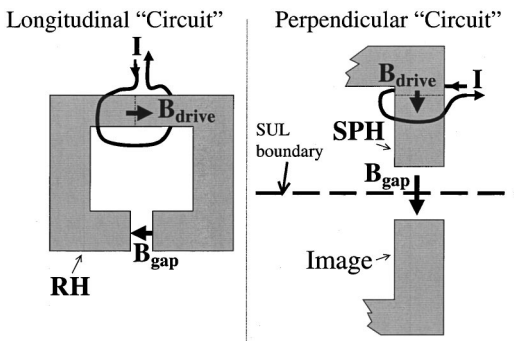 Longitudinal “Circuit”
I
Bdrive
Bgap
RH
Perpendicular “Circuit”
Bdrive
I
SUL
boundary
SPH
Bgap
Image